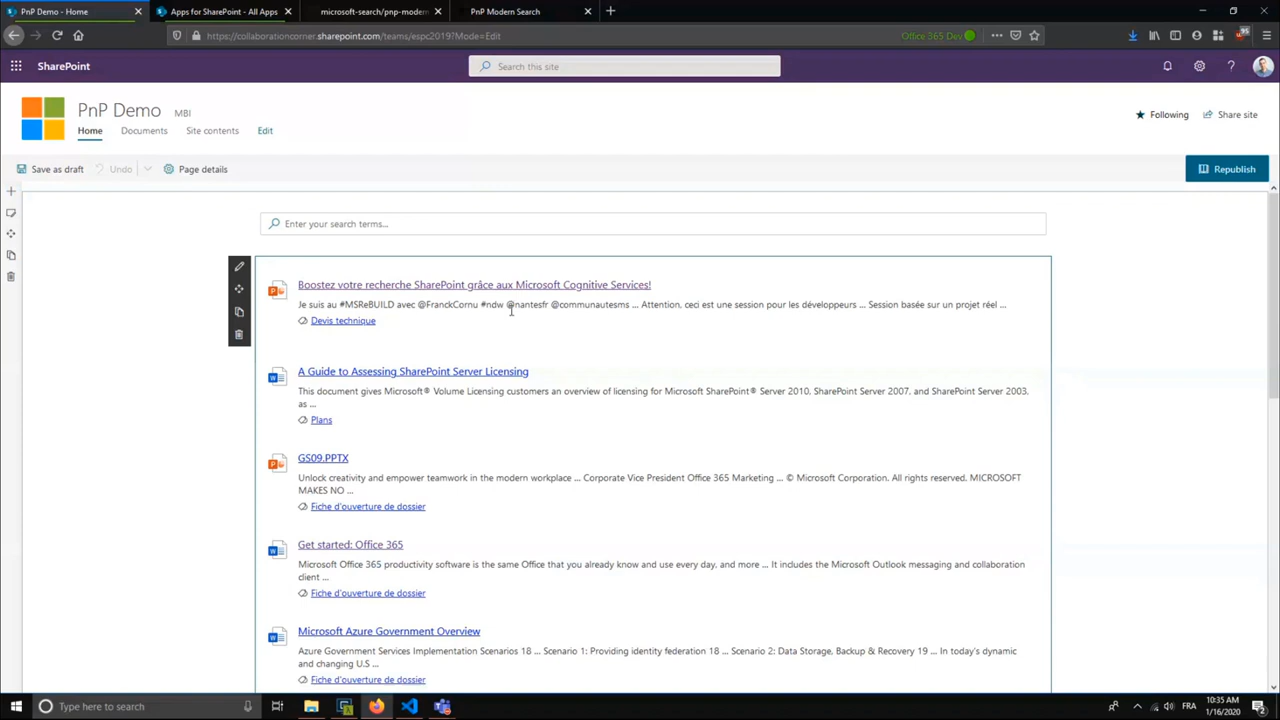 PnP Demo - Home
Apps for SharePoint - All Apps
microsoft-search/pnp-modern
PnP Modern Search
https://collaborationcorner.sharepoint.com/teams/espc2019?Mode=Edit
Office 365 Dev
SharePoint
Search this site
PnP Demo MBI
Following
Share site
Home Documents Site contents Edit
Save as draft Undo Page details
Republish
Enter your search terms...
Boostez votre recherche SharePoint grâce aux Microsoft Cognitive Services!
Je suis au #MSReBUILD avec @FranckCornu #ndw @nantesfr @communautesms ... Attention, ceci est une session pour les développeurs ... Session basée sur un projet réel ...
Devis technique
A Guide to Assessing SharePoint Server Licensing
This document gives Microsoft® Volume Licensing customers an overview of licensing for Microsoft SharePoint® Server 2010, SharePoint Server 2007, and SharePoint Server 2003,
as ...
Plans
GS09.PPTX
Unlock creativity and empower teamwork in the modern workplace ... Corporate Vice President Office 365 Marketing ... © Microsoft Corporation. All rights reserved. MICROSOFT
MAKES NO ...
Fiche d'ouverture de dossier
Get started: Office 365
Microsoft Office 365 productivity software is the same Office that you already know and use every day, and more ... It includes the Microsoft Outlook messaging and collaboration
client ...
Fiche d'ouverture de dossier
Microsoft Azure Government Overview
Azure Government Services Implementation Scenarios 18 ... Scenario 1: Providing identity federation 18 ... Scenario 2: Data Storage, Backup & Recovery 19 ... In today's dynamic
and changing U.S ...
Fiche d'ouverture de dossier
Type here to search
FRA
10:35 AM
1/16/2020